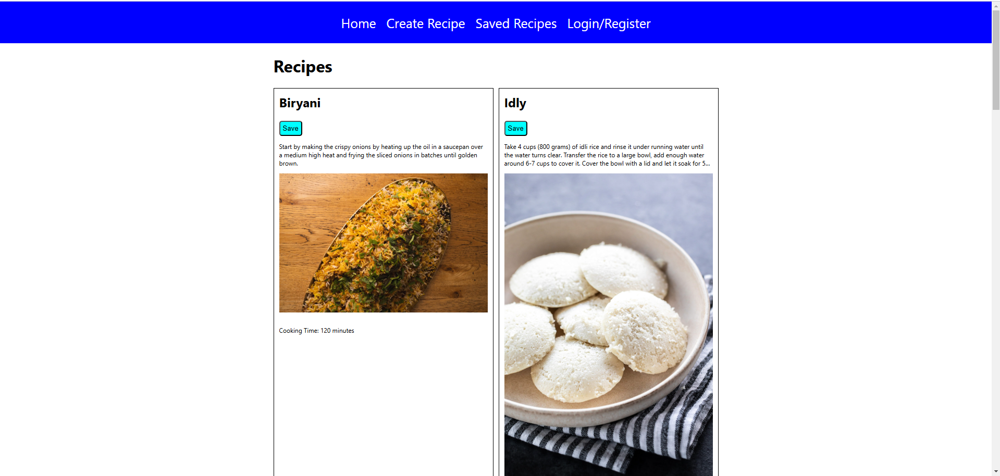 Home Create Recipe Saved Recipes Login/Register
Recipes
Biryani
Save
Start by making the crispy onions by heating up the oil in a saucepan over
a medium high heat and frying the sliced onions in batches until golden
brown.
Cooking Time: 120 minutes
Idly
Save
Take 4 cups (800 grams) of idli rice and rinse it under running water until
the water turns clear. Transfer the rice to a large bowl, add enough water
around 6-7 cups to cover it. Cover the bowl with a lid and let it soak for 5...